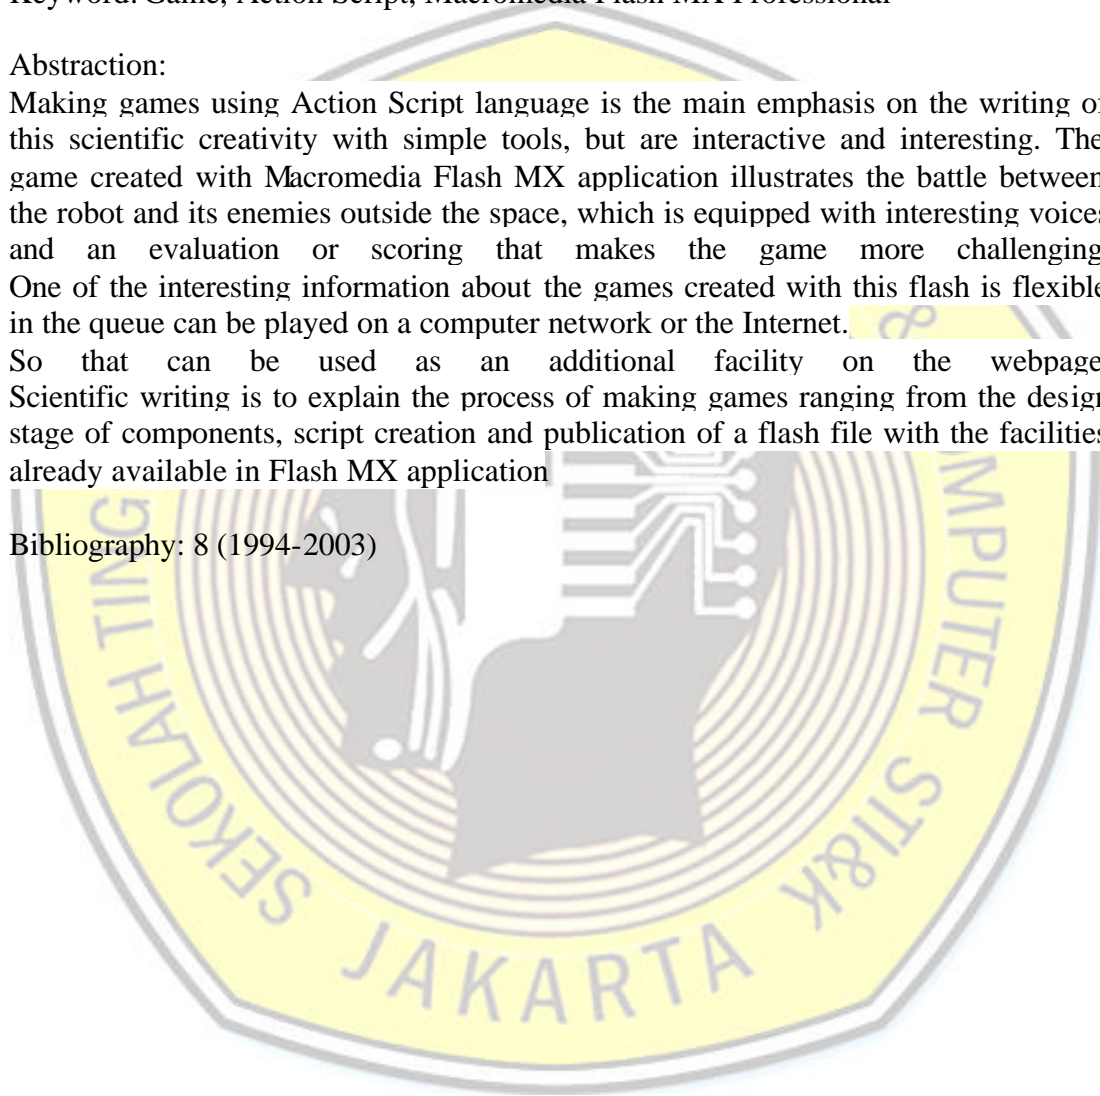 Keyword: Game, Action Script, Macromedia Flash MX Professional
Abstraction:
Making games using Action Script language is the main emphasis on the writing of
this scientific creativity with simple tools, but are interactive and interesting. The
game created with Macromedia Flash MX application illustrates the battle between
the robot and its enemies outside the space, which is equipped with interesting voices
and an evaluation or scoring that makes the game more challenging
One of the interesting information about the games created with this flash is flexible
in the queue can be played on a computer network or the Internet.
So that can be used as an additional facility on the webpage
Scientific writing is to explain the process of making games ranging from the design
stage of components, script creation and publication of a flash file with the facilities
already available in Flash MX application
Bibliography: 8 (1994-2003)
SEKOLAH TING
JAKARTA
STI&K
MPUTER
&